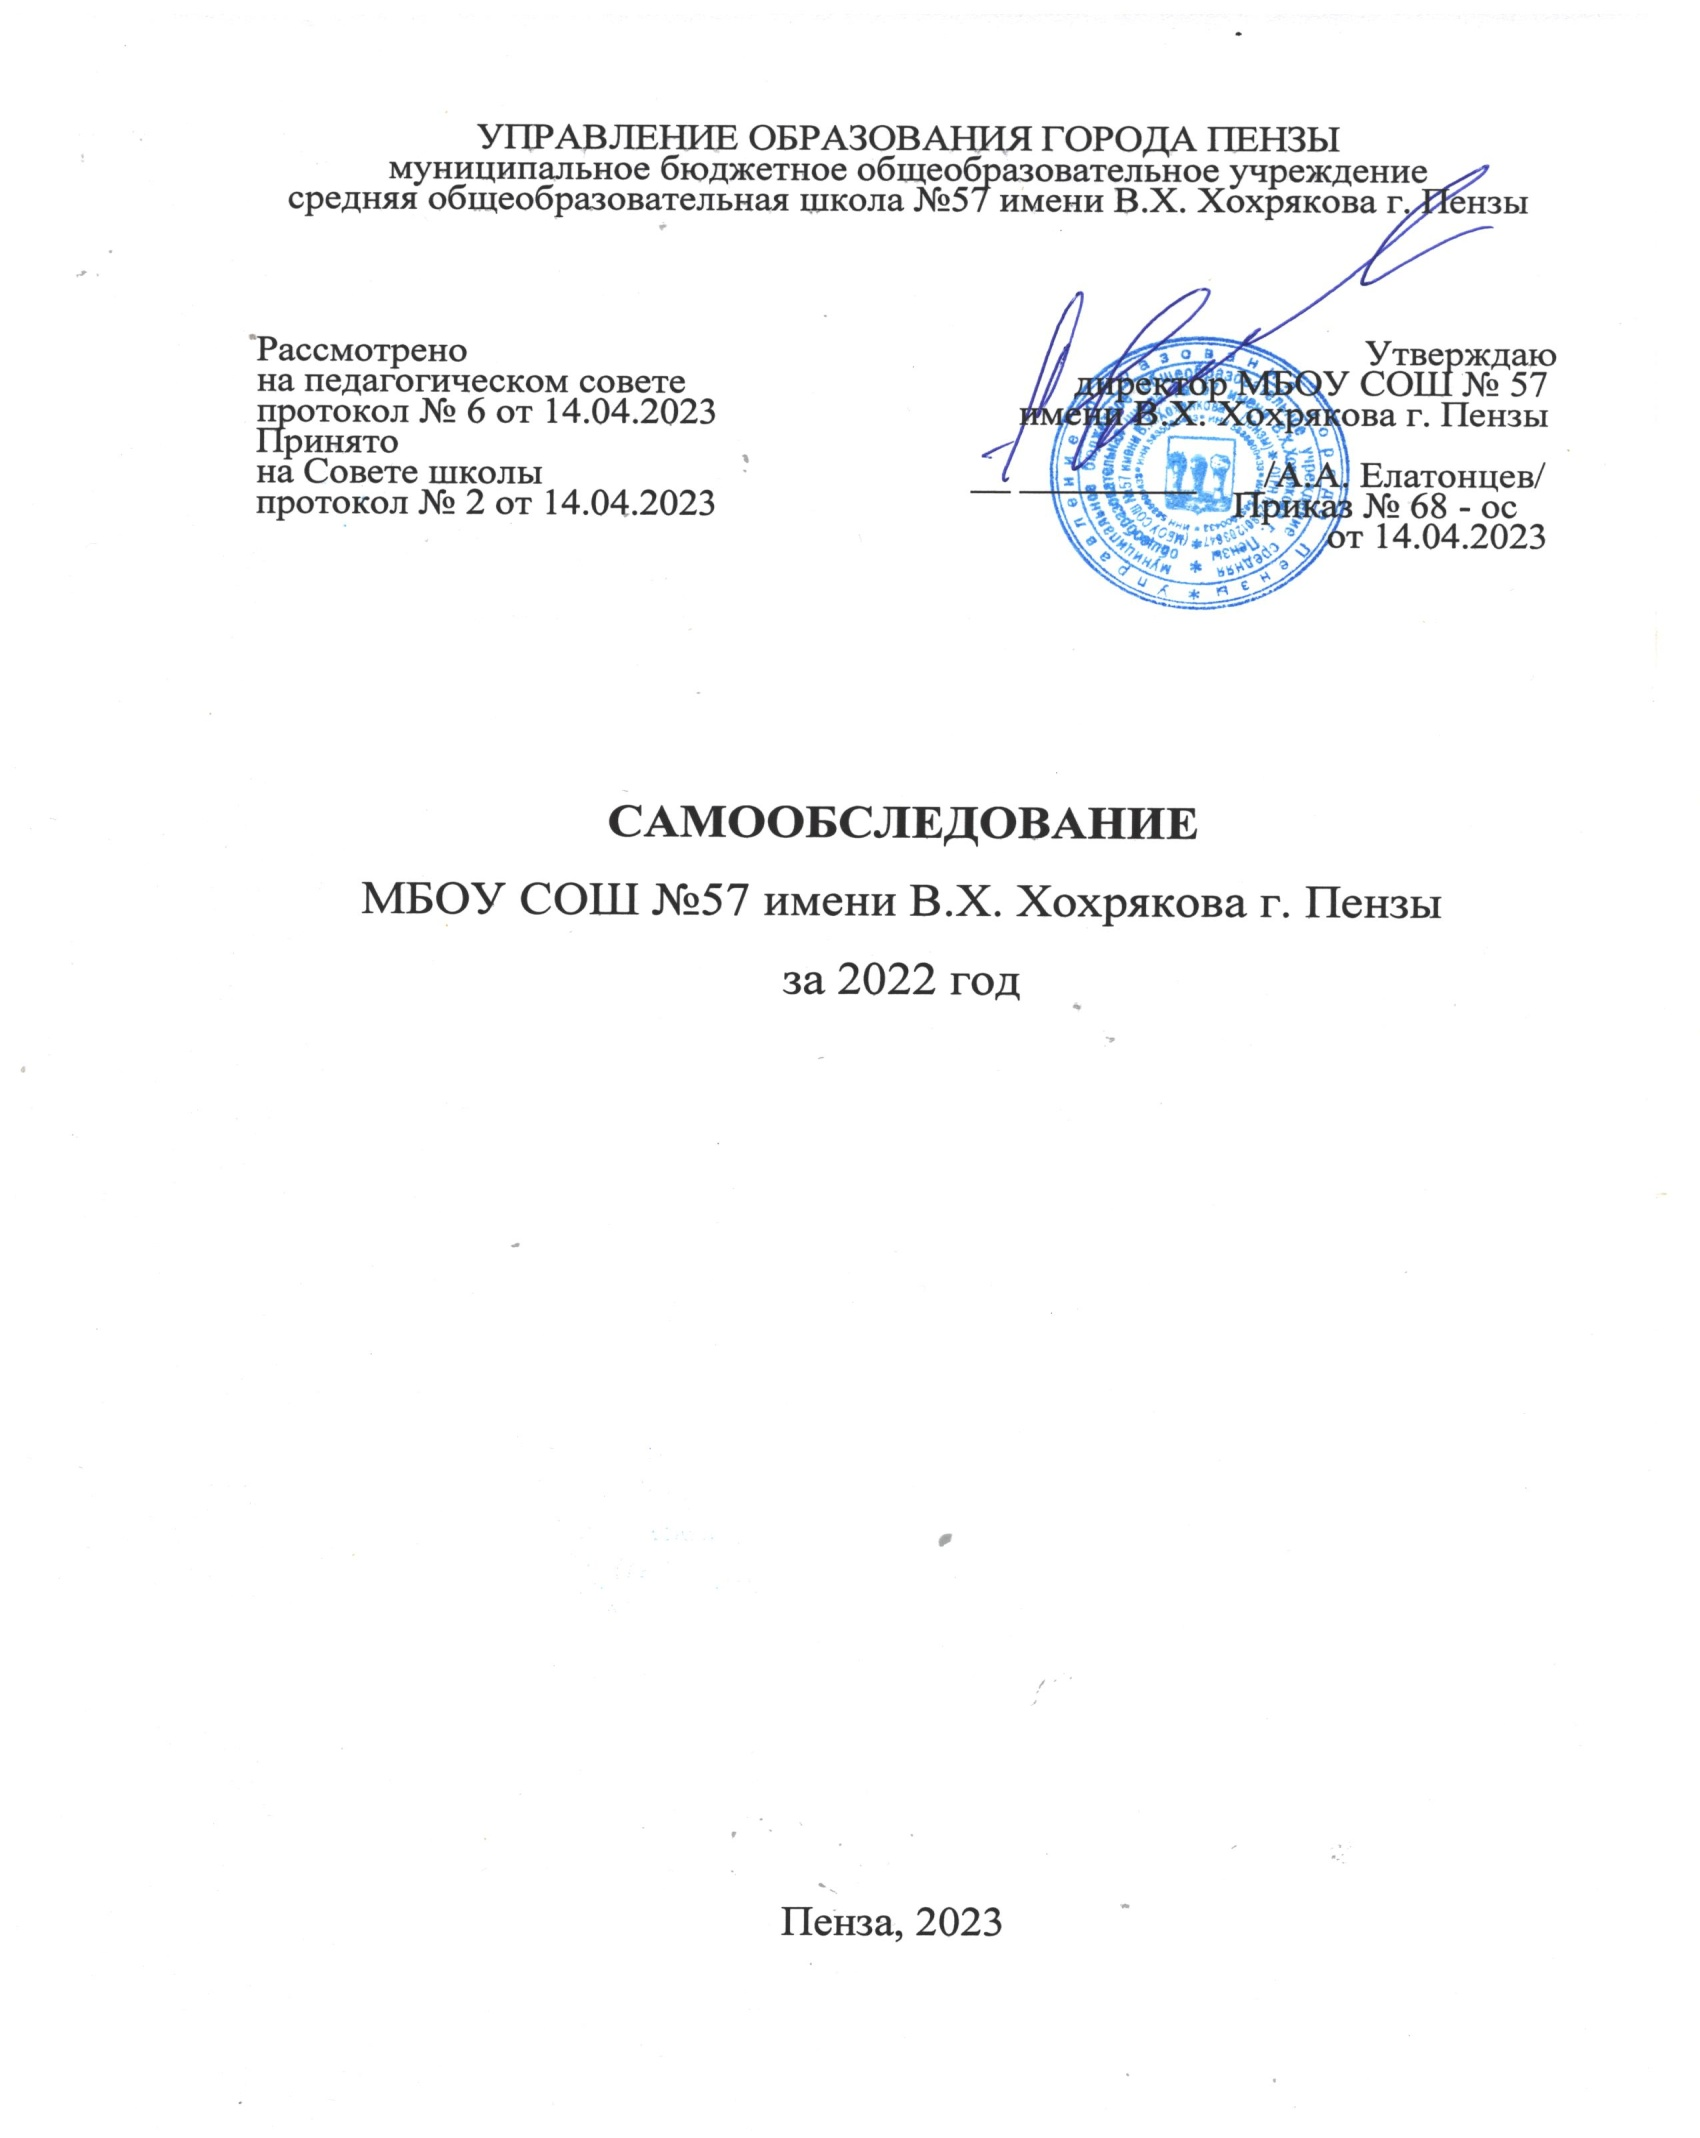 УПРАВЛЕНИЕ ОБРАЗОВАНИЯ ГОРОДА ПЕНЗЫ
муниципальное бюджетное общеобразовательное учреждение
средняя общеобразовательная школа №57 имени В.Х. Хохрякова г. Пензы
Рассмотрено
на педагогическом совете
протокол № 6 от 14.04.2023
Принято
на Совете школы
протокол № 2 от 14.04.2023
Утверждаю
директор МБОУ СОШ № 57
имени В.Х. Хохрякова г. Пензы
/А.А. Елатонцев/
Приказ № 68 - ос
от 14.04.2023
САМООБСЛЕДОВАНИЕ
МБОУ СОШ №57 имени В.Х. Хохрякова г. Пензы
за 2022 год
Пенза, 2023